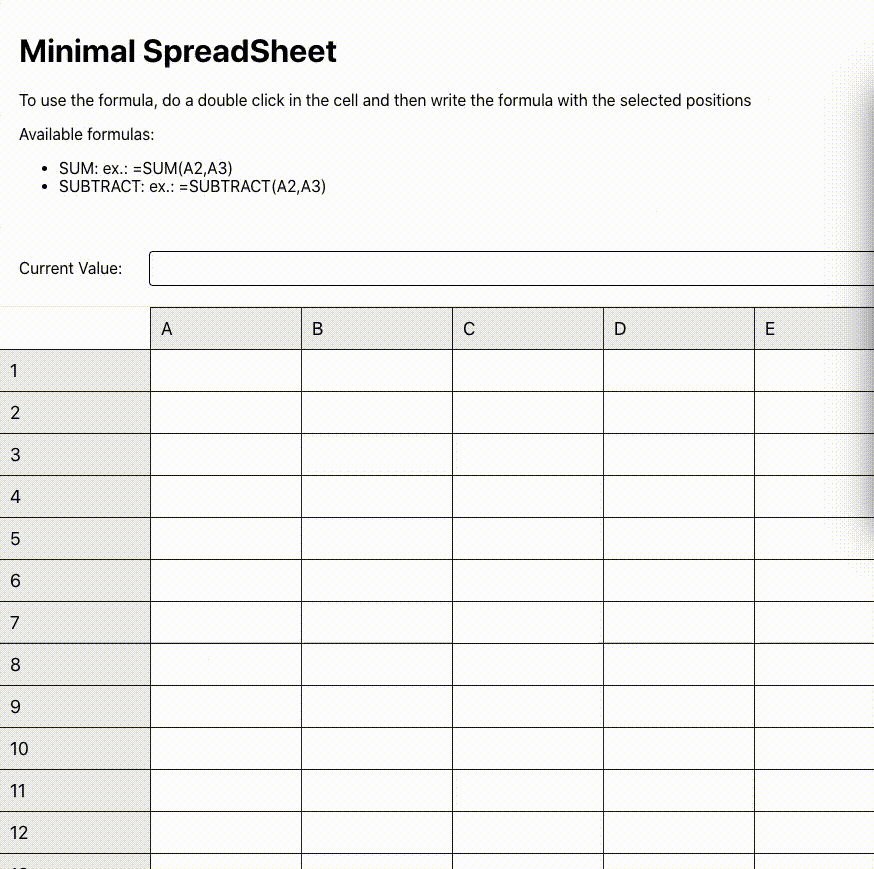 Minimal SpreadSheet
To use the formula, do a double click in the cell and then write the formula with the selected positions
Available formulas:
• SUM: ex.: =SUM(A2,A3)
• SUBTRACT: ex.: =SUBTRACT(A2,A3)
Current Value:
A B C D E
1
2
3
4
5
6
7
8
9
10
11
12